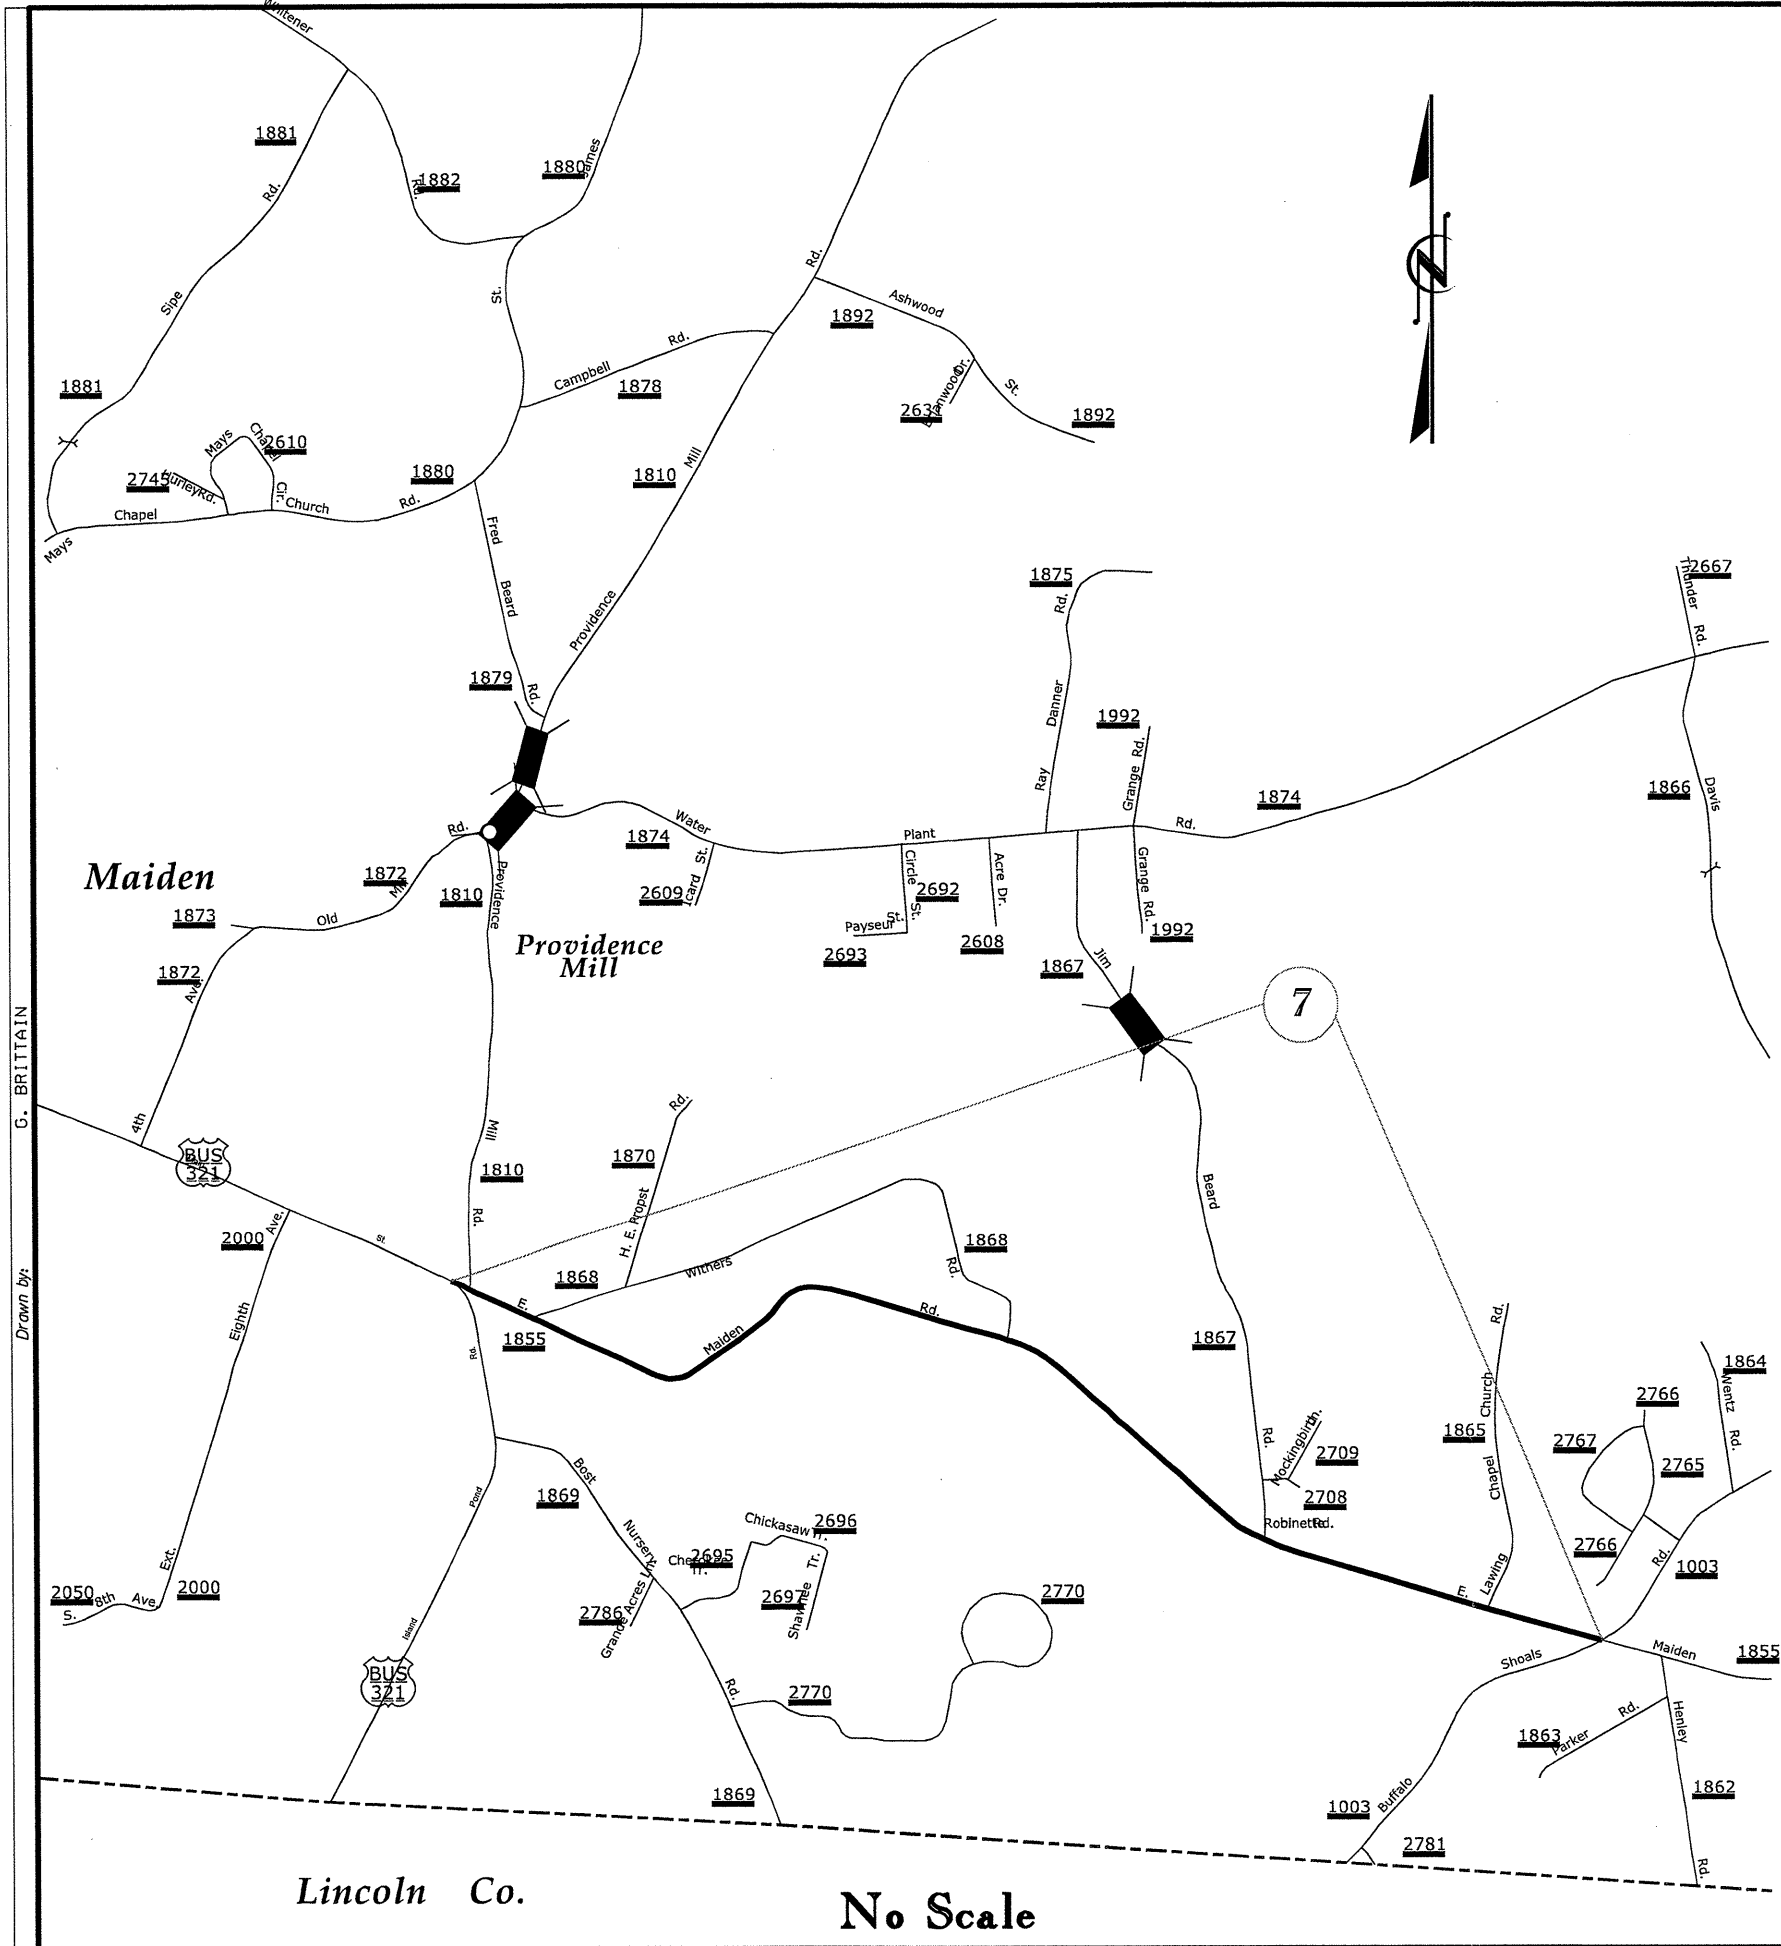 Whitener
1881
Rd.
1882
Rd.
1880
James
Rd.
Sipe
St.
Ashwood
1892
Rd.
Campbell
1878
Dr.
2631
St.
1892
1881
Mays
Chapel
2610
Cir.
2745
Hurley Rd.
1880
Rd.
Church
Chapel
Mays
Mill
1810
Fred
Beard
Rd.
1879
Providence
1875
Rd.
Danner
Ray
1992
Grange Rd.
2667
Thunder
Rd.
1866
Davis
1874
Rd.
Plant
Water
1874
Rd.
Maiden
1872
Mill
1810
Providence
1873
Old
1872
Ave.
4th
Icard St.
2609
Circle
St.
2692
Payseur St.
2693
Acre Dr.
2608
Grange Rd.
1992
Providence
Mill
Jim
1867
7
G. BRITTAIN
Drawn by:
BUS
321
St.
Mill
1810
Rd.
Rd.
1870
H. E. Propst
2000
Ave.
Eighth
1868
Withers
1868
Rd.
E.
1855
Maiden
Rd.
Rd.
Beard
1867
Rd.
Mockingbird Ln.
2709
2708
Robinette Rd.
Rd.
Church
1865
Chapel
Lawing
1864
Wentz
Rd.
2766
2767
2765
2766
Rd.
1003
Bost
1869
Nursery
Pond
Island
Chickasaw Tr.
2696
Cherokee
Tr.
2695
2697
Shawnee Tr.
2786
Grande Acres Ln.
Ext.
2000
2050
S. 8th Ave.
BUS
321
Rd.
2770
2770
1869
E.
Shoals
Maiden
1855
Rd.
1863
Parker
Henley
1862
Rd.
Buffalo
1003
2781
Lincoln Co.
No Scale